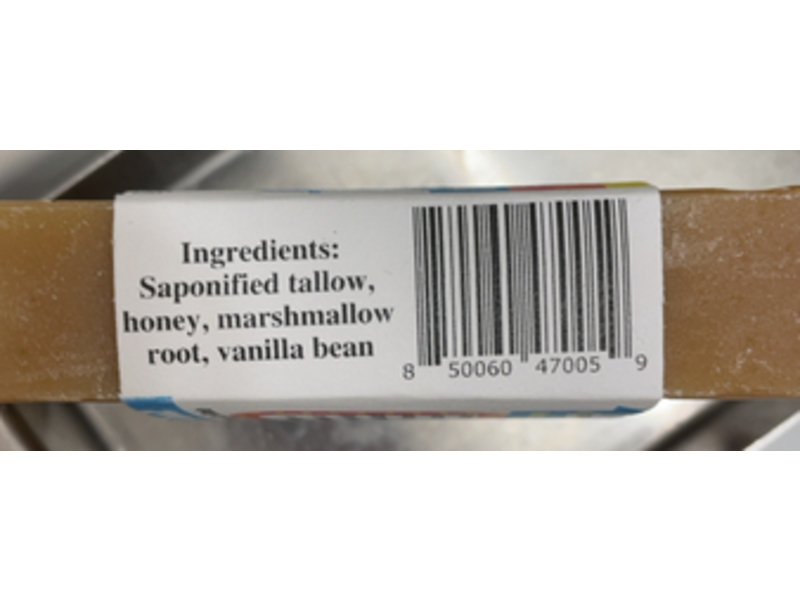 Ingredients:
Saponified tallow,
honey, marshmallow
root, vanilla bean
8 50060 47005 9